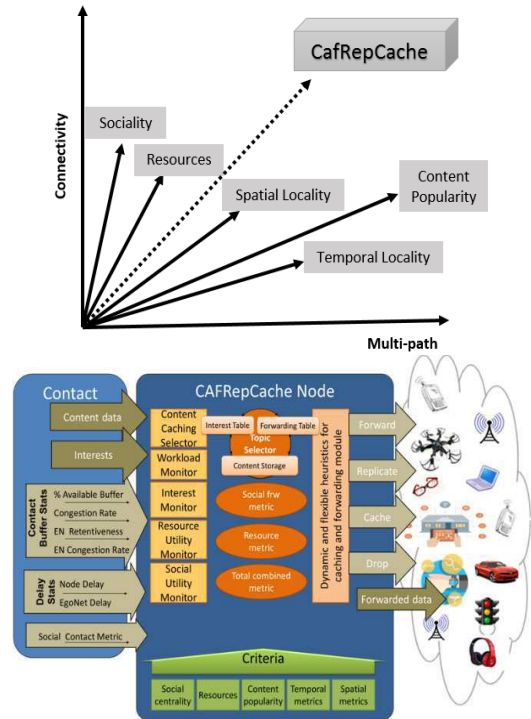 CafRepCache
Sociality
Resources
Spatial Locality
Content
Popularity
Temporal Locality
Connectivity
Multi-path
Contact
CAFRepCache Node
Content data
Interests
Contact
Buffer Stats
% Available Buffer
Congestion Rate
EN Retentiveness
EN Congestion Rate
Delay
Stats
Node Delay
EgoNet Delay
Social Contact Metric
Content
Caching
Selector
Workload
Monitor
Interest
Monitor
Resource
Utility
Monitor
Social
Utility
Monitor
Interest Table
Forwarding Table
Topic
Selector
Content Storage
Social frw
metric
Resource
metric
Total combined
metric
Dynamic and flexible heuristics for
caching and forwarding module
Forward
Replicate
Cache
Drop
Forwarded data
Criteria
Social
centrality
Resources
Content
popularity
Temporal
metrics
Spatial
metrics